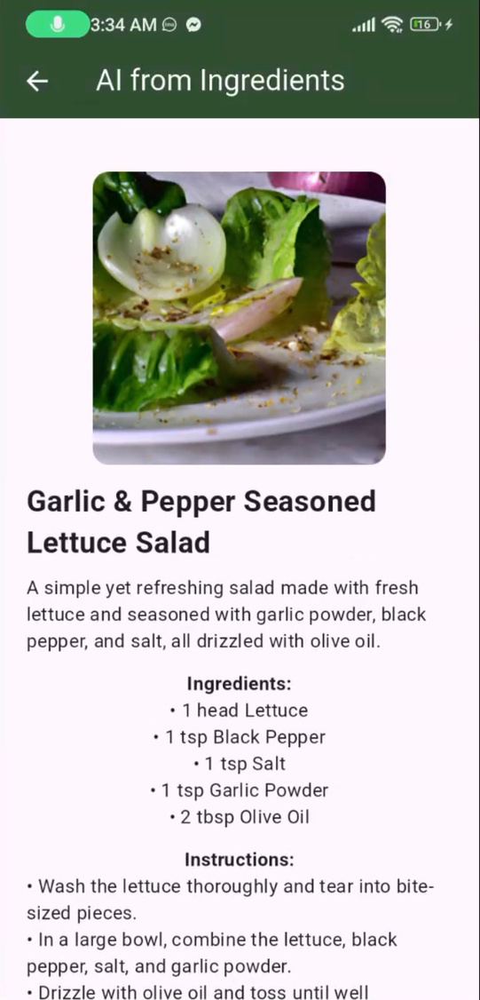 3:34 AM
16
AI from Ingredients
Garlic & Pepper Seasoned
Lettuce Salad
A simple yet refreshing salad made with fresh
lettuce and seasoned with garlic powder, black
pepper, and salt, all drizzled with olive oil.
Ingredients:
• 1 head Lettuce
• 1 tsp Black Pepper
• 1 tsp Salt
• 1 tsp Garlic Powder
• 2 tbsp Olive Oil
Instructions:
• Wash the lettuce thoroughly and tear into bite-
sized pieces.
• In a large bowl, combine the lettuce, black
pepper, salt, and garlic powder.
• Drizzle with olive oil and toss until well